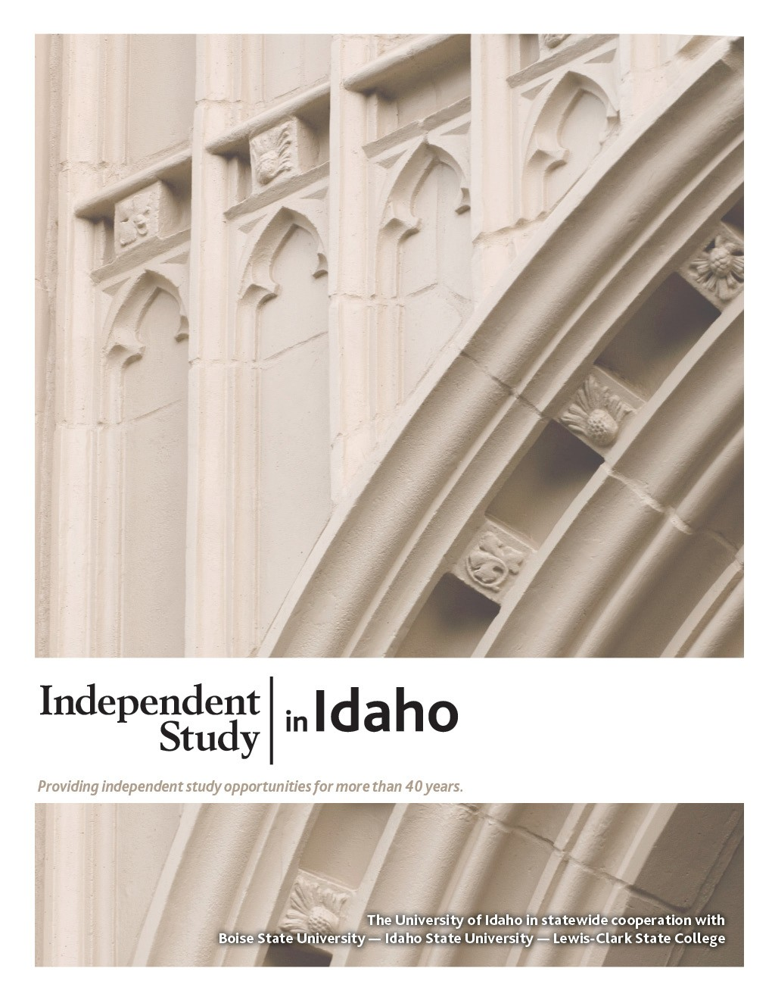 Independent
Study
in Idaho
Providing independent study opportunities for more than 40 years.
The University of Idaho in statewide cooperation with
Boise State University — Idaho State University — Lewis-Clark State College